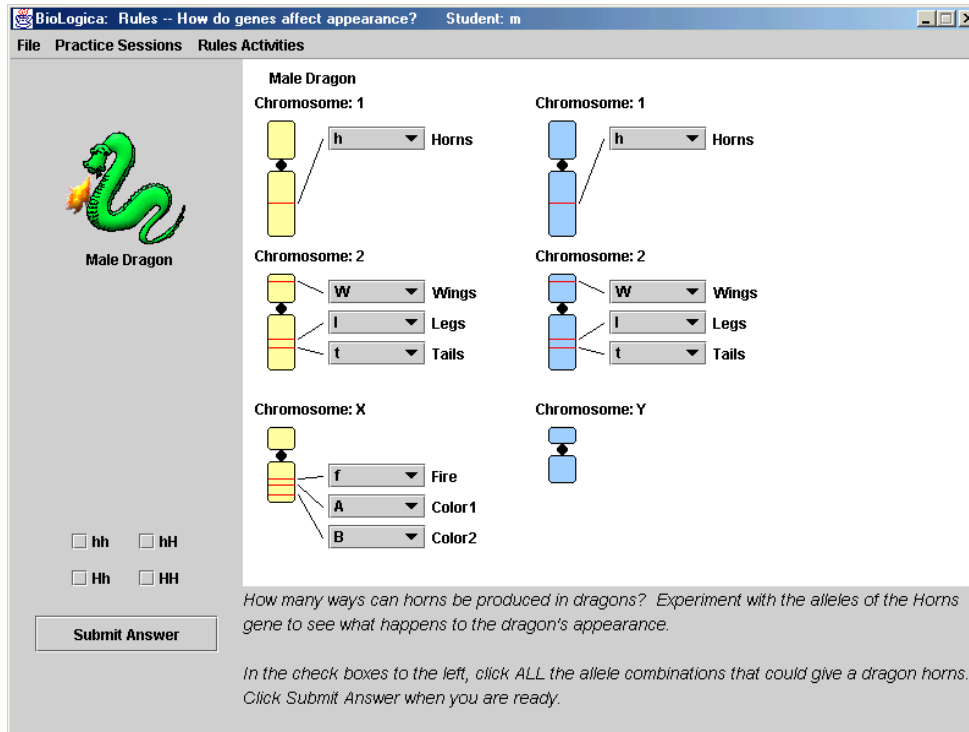 BioLogica: Rules -- How do genes affect appearance? Student: m
File Practice Sessions Rules Activities
Male Dragon
Chromosome: 1 Chromosome: 1
h Horns h Horns
Male Dragon
Chromosome: 2 Chromosome: 2
W Wings W Wings
l Legs l Legs
t Tails t Tails
Chromosome: X Chromosome: Y
f Fire
A Color1
B Color2
hh hH
Hh HH
Submit Answer
How many ways can horns be produced in dragons? Experiment with the alleles of the Horns
gene to see what happens to the dragon's appearance.
In the check boxes to the left, click ALL the allele combinations that could give a dragon horns.
Click Submit Answer when you are ready.